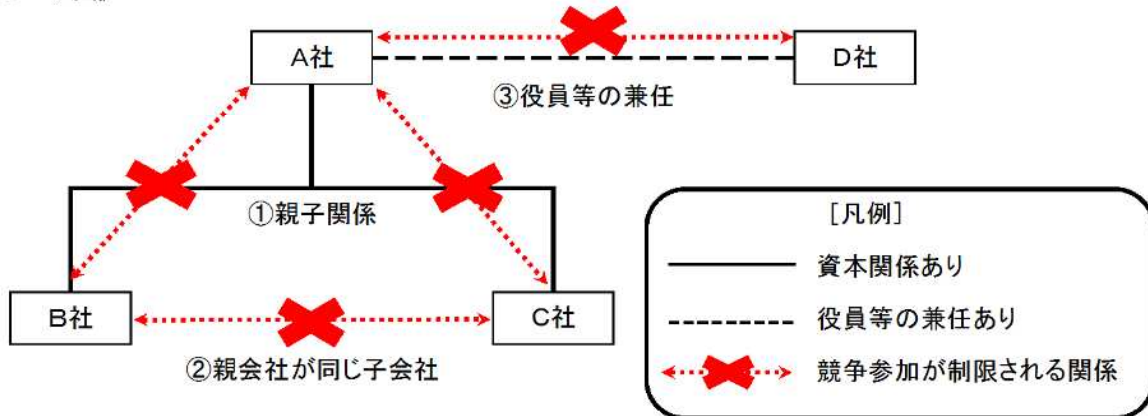 A社
D社
③役員等の兼任
①親子関係
B社
C社
②親会社が同じ子会社
[凡例]
資本関係あり
役員等の兼任あり
競争参加が制限される関係